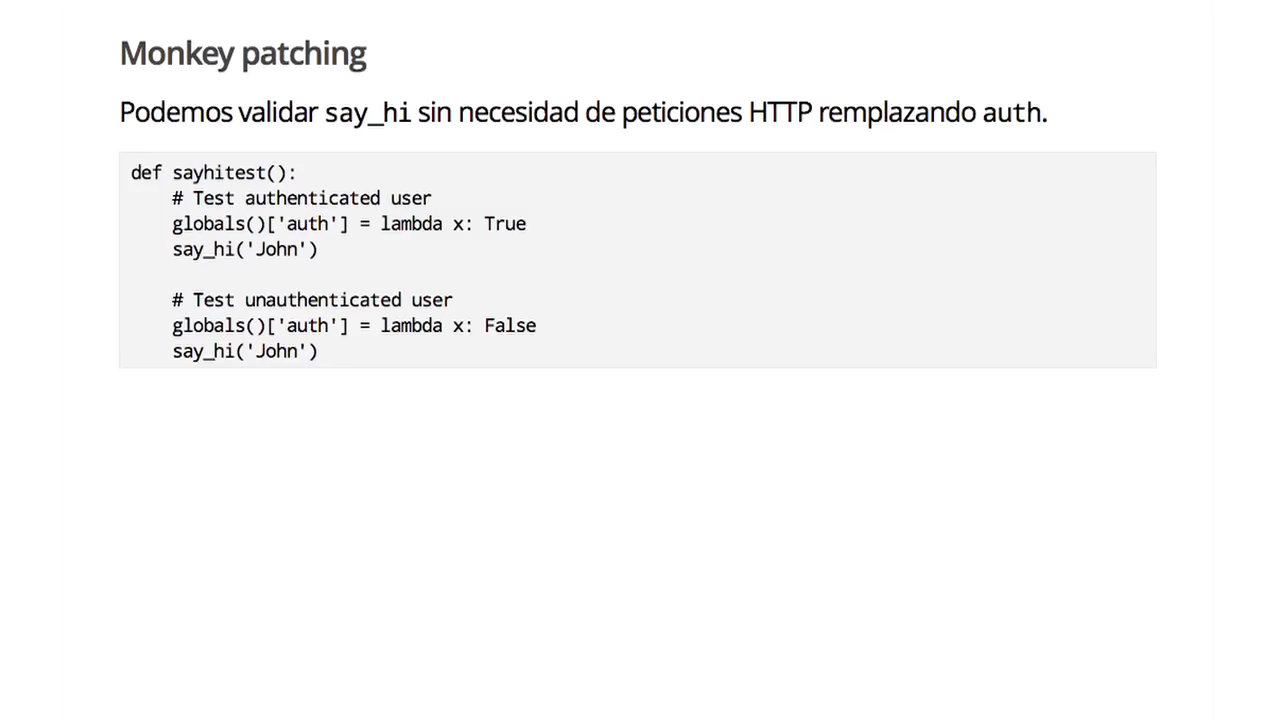 Monkey patching
Podemos validar say_hi sin necesidad de peticiones HTTP remplazando auth.
def sayhitest():
    # Test authenticated user
    globals()['auth'] = lambda x: True
    say_hi('John')

    # Test unauthenticated user
    globals()['auth'] = lambda x: False
    say_hi('John')